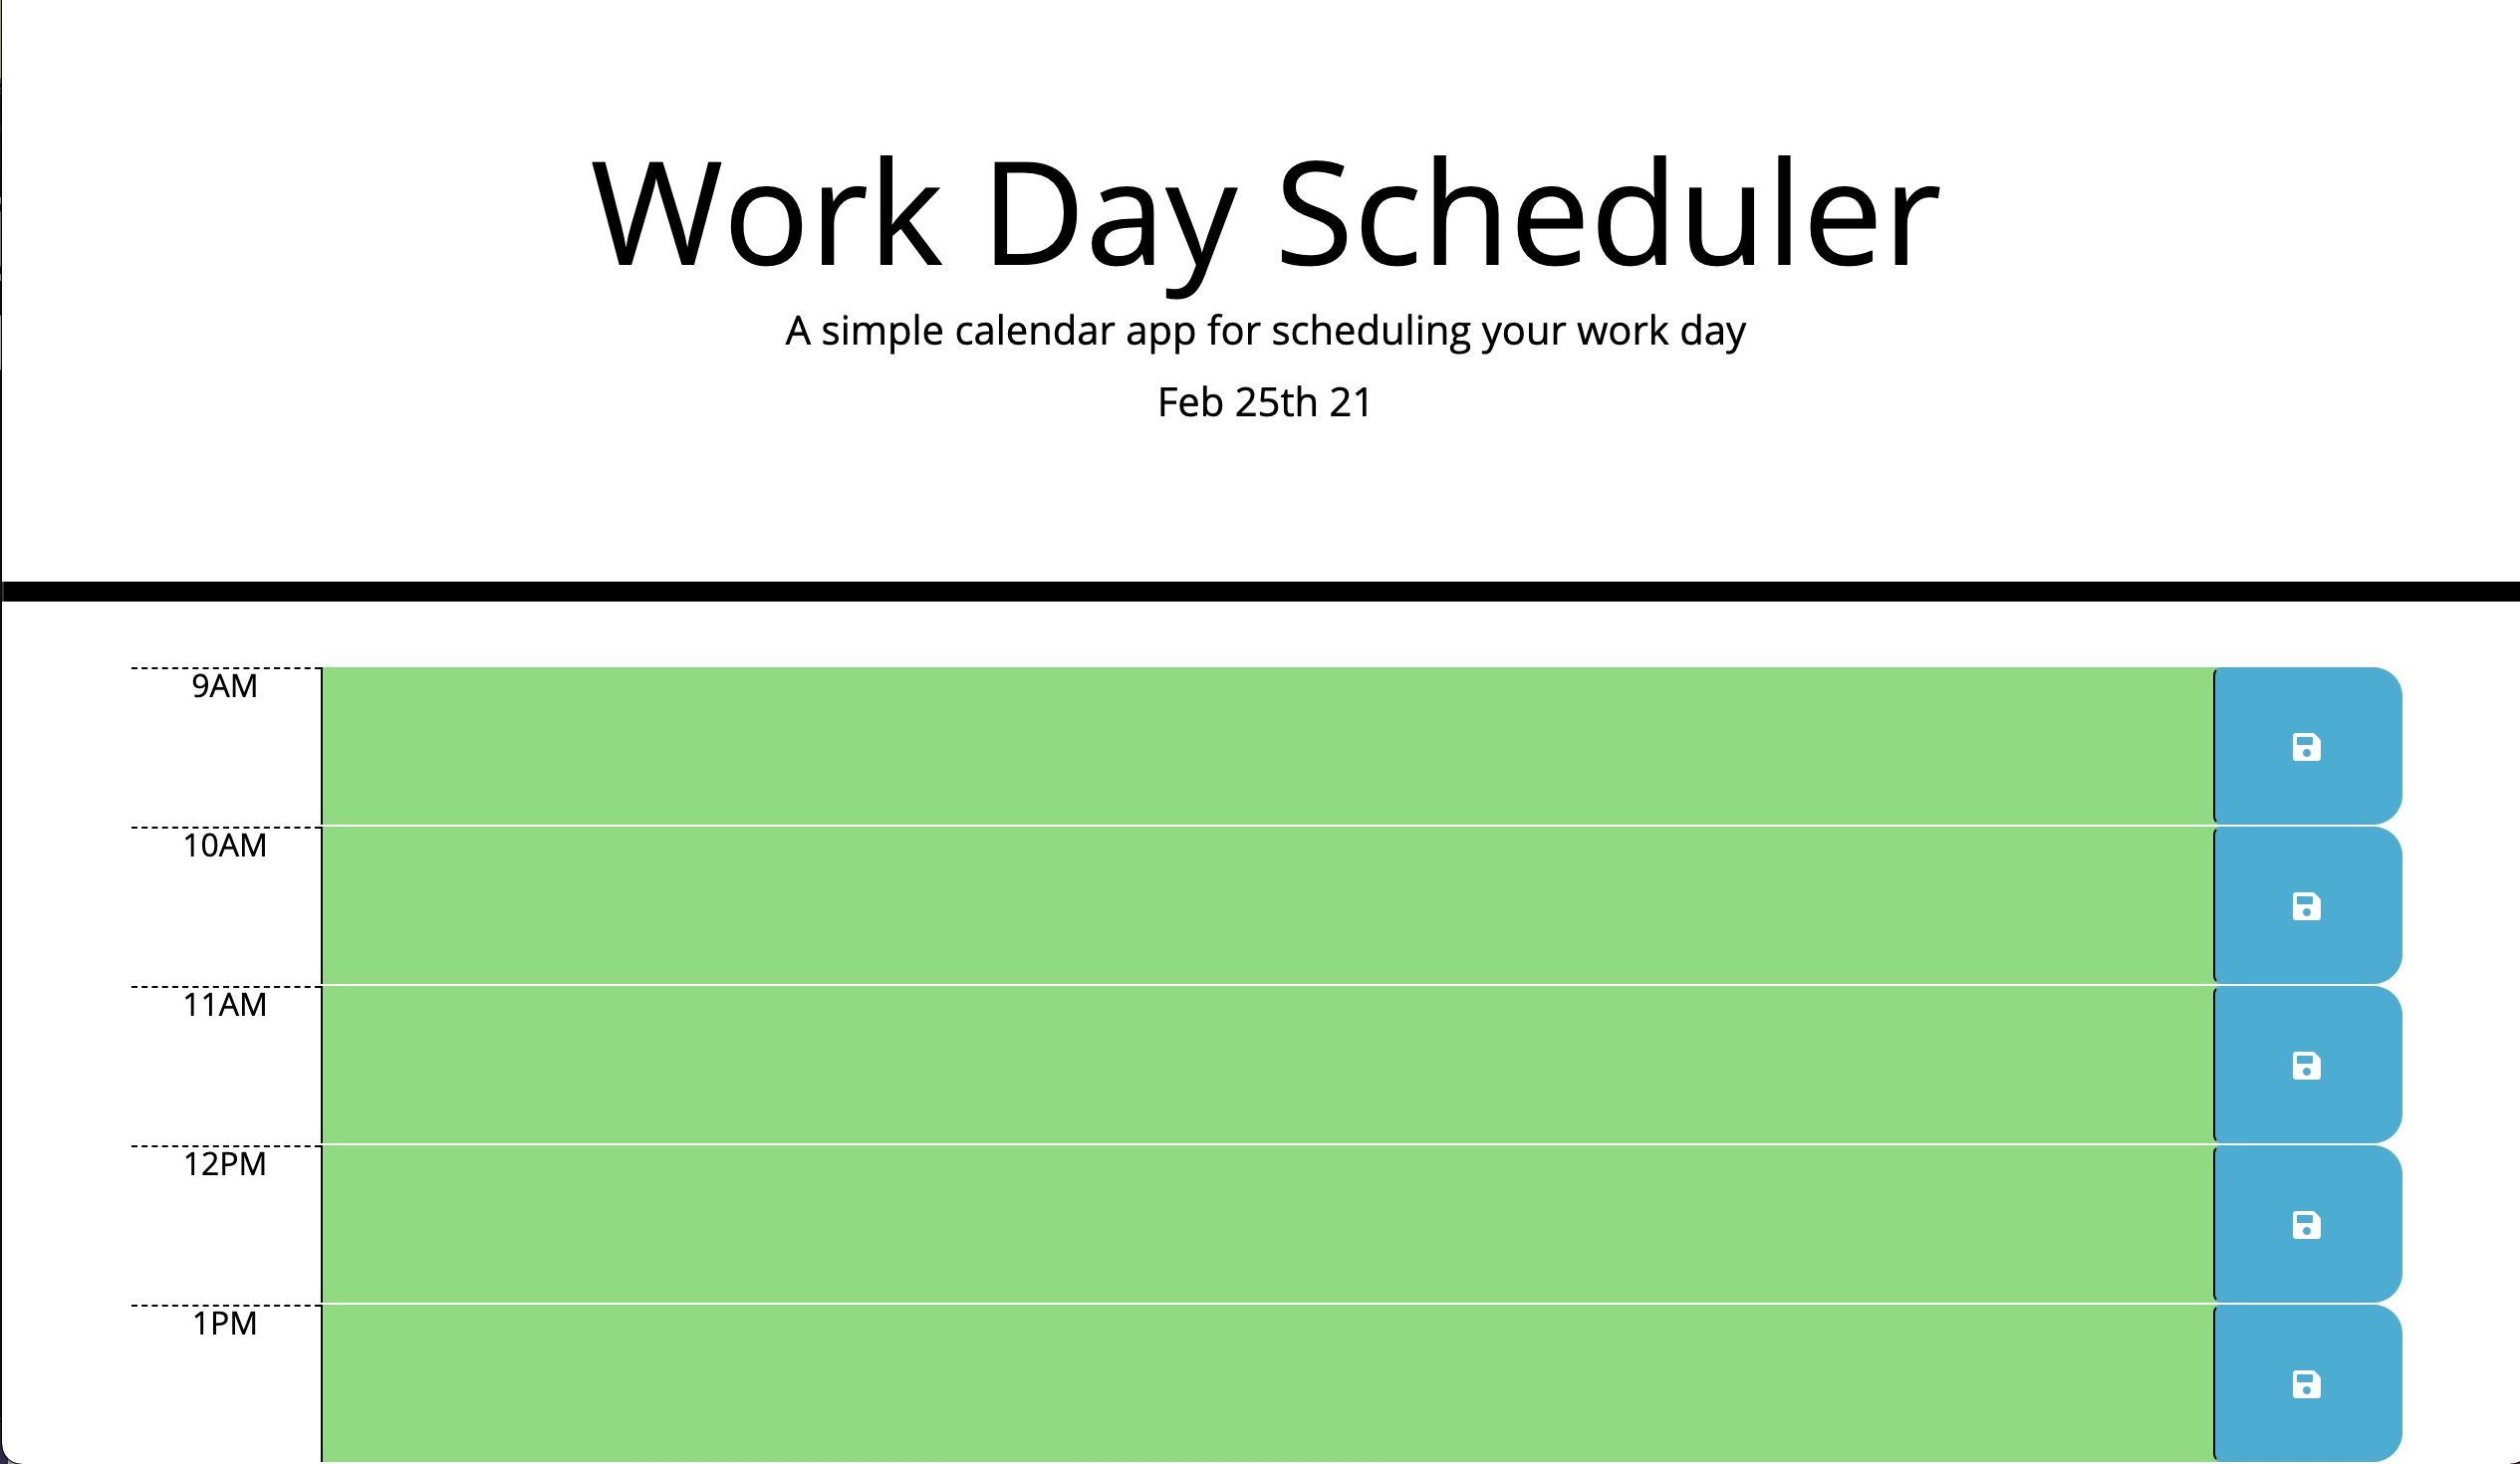 Work Day Scheduler
A simple calendar app for scheduling your work day
Feb 25th 21
9AM
10AM
11AM
12PM
1PM